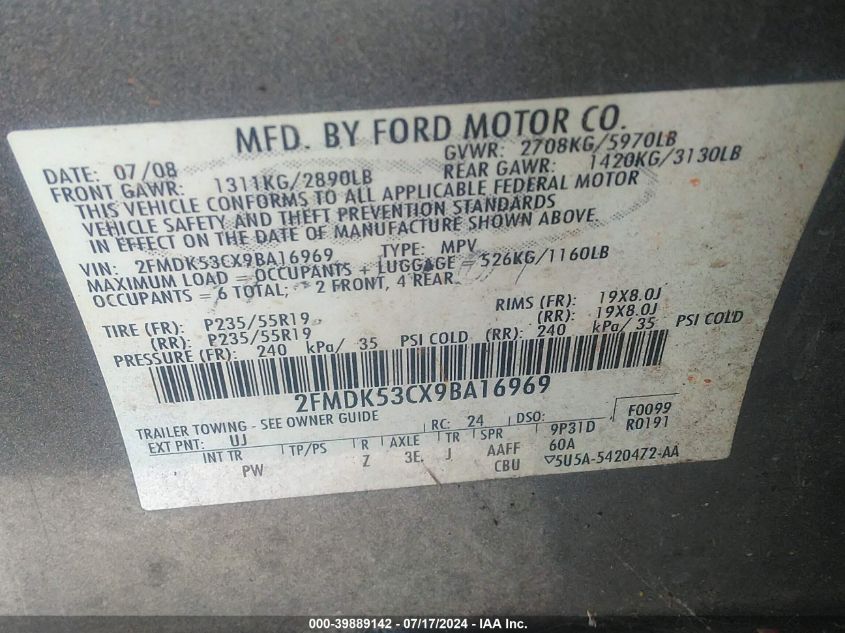 MFD. BY FORD MOTOR CO.
DATE: 07/08 GVWR: 2708KG/5970LB
FRONT GAWR: 1311KG/2890LB REAR GAWR: 1420KG/3130LB
THIS VEHICLE CONFORMS TO ALL APPLICABLE FEDERAL MOTOR
VEHICLE SAFETY AND THEFT PREVENTION STANDARDS
IN EFFECT ON THE DATE OF MANUFACTURE SHOWN ABOVE.
VIN: 2FMDK53CX9BA16969 TYPE: MPV
MAXIMUM LOAD = OCCUPANTS + LUGGAGE = 526KG/1160LB
OCCUPANTS = 6 TOTAL; 2 FRONT, 4 REAR
TIRE (FR): P235/55R19 RIMS (FR): 19X8.0J
(RR): P235/55R19 (RR): 19X8.0J
PRESSURE (FR): 240 kPa/ 35 PSI COLD (RR): 240 kPa/ 35 PSI COLD
2FMDK53CX9BA16969
TRAILER TOWING - SEE OWNER GUIDE
EXT PNT: UJ RC: 24 DSO: F0099
INT TR TP/PS R AXLE TR SPR 9P31D R0191
PW Z 3E J AAFF 60A
CBU 5U5A-5420472-AA
000-39889142 - 07/17/2024 - IAA Inc.